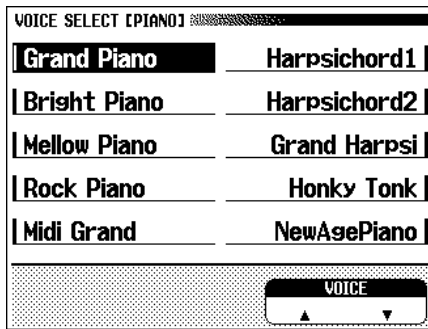 VOICE SELECT [PIANO]
Grand Piano Harpsichord1
Bright Piano Harpsichord2
Mellow Piano Grand Harpsi
Rock Piano Honky Tonk
Midi Grand NewAgePiano
VOICE
▲ ▼